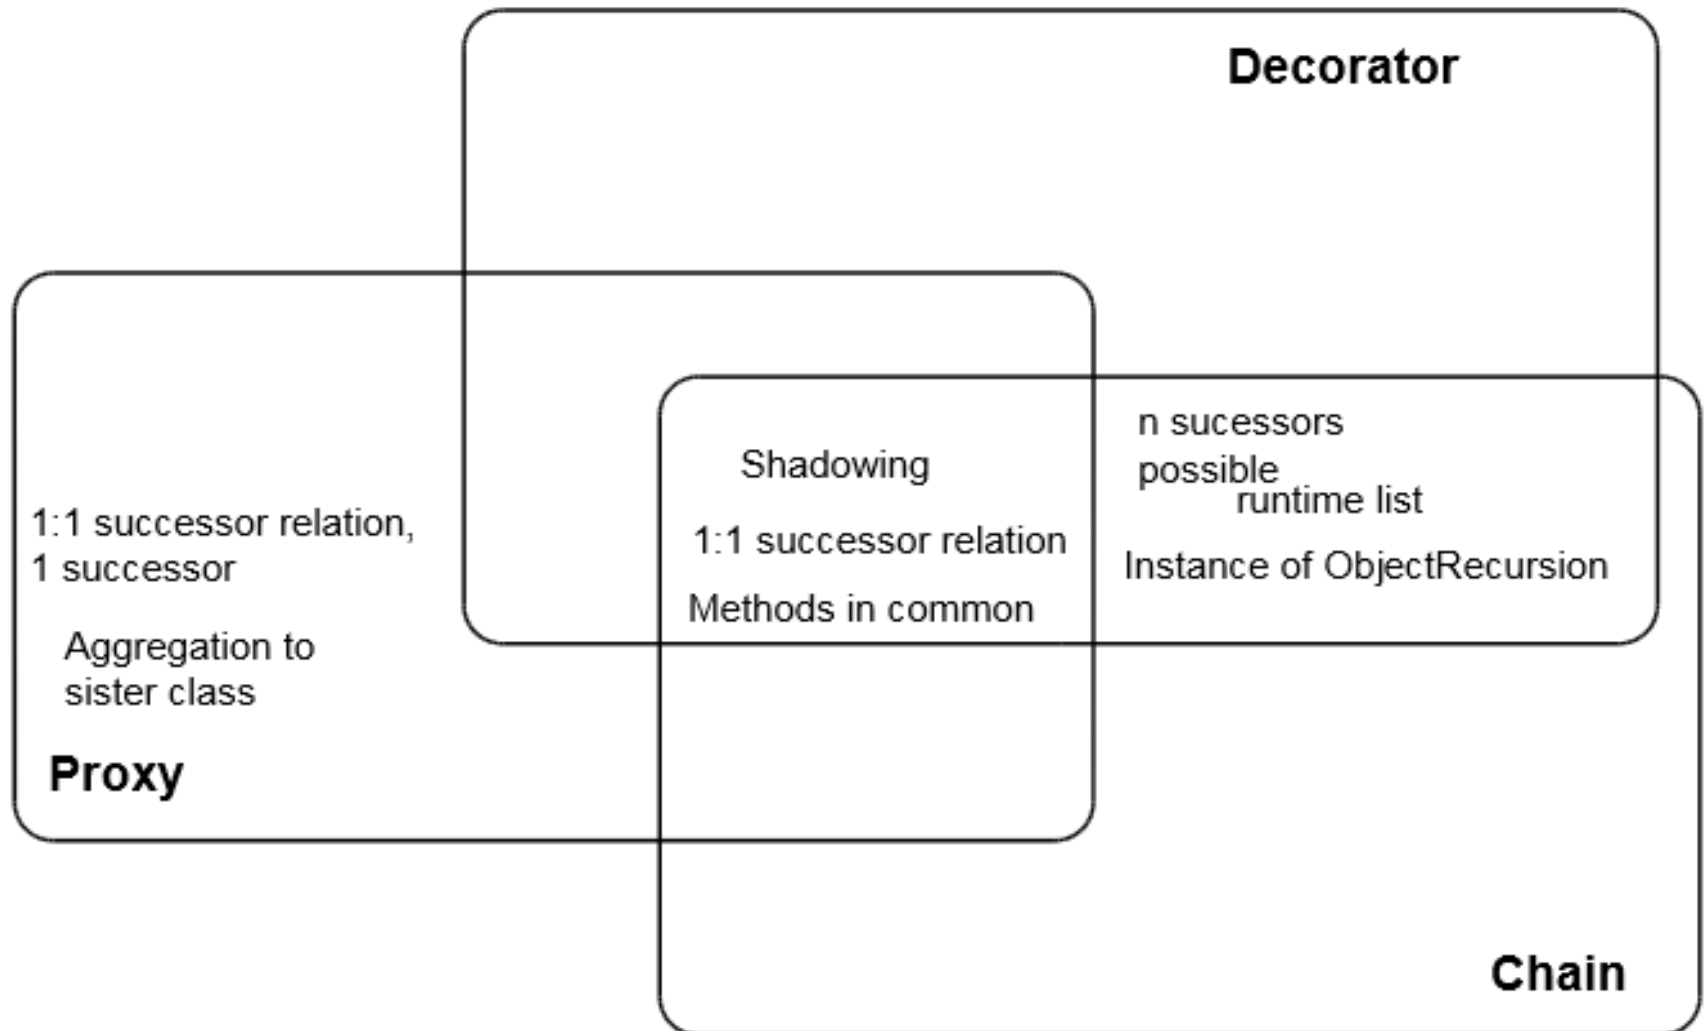 Decorator
n sucessors
possible
runtime list
Instance of ObjectRecursion
Shadowing
1:1 successor relation
Methods in common
1:1 successor relation,
1 successor
Aggregation to
sister class
Proxy
Chain